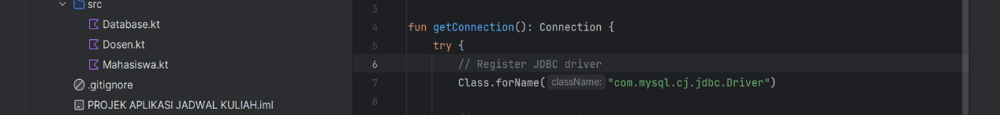 src
Database.kt
Dosen.kt
Mahasiswa.kt
.gitignore
PROJEK APLIKASI JADWAL KULIAH.iml
3
4 fun getConnection(): Connection {
5 try {
6 // Register JDBC driver
7 Class.forName( className: "com.mysql.cj.jdbc.Driver")
8